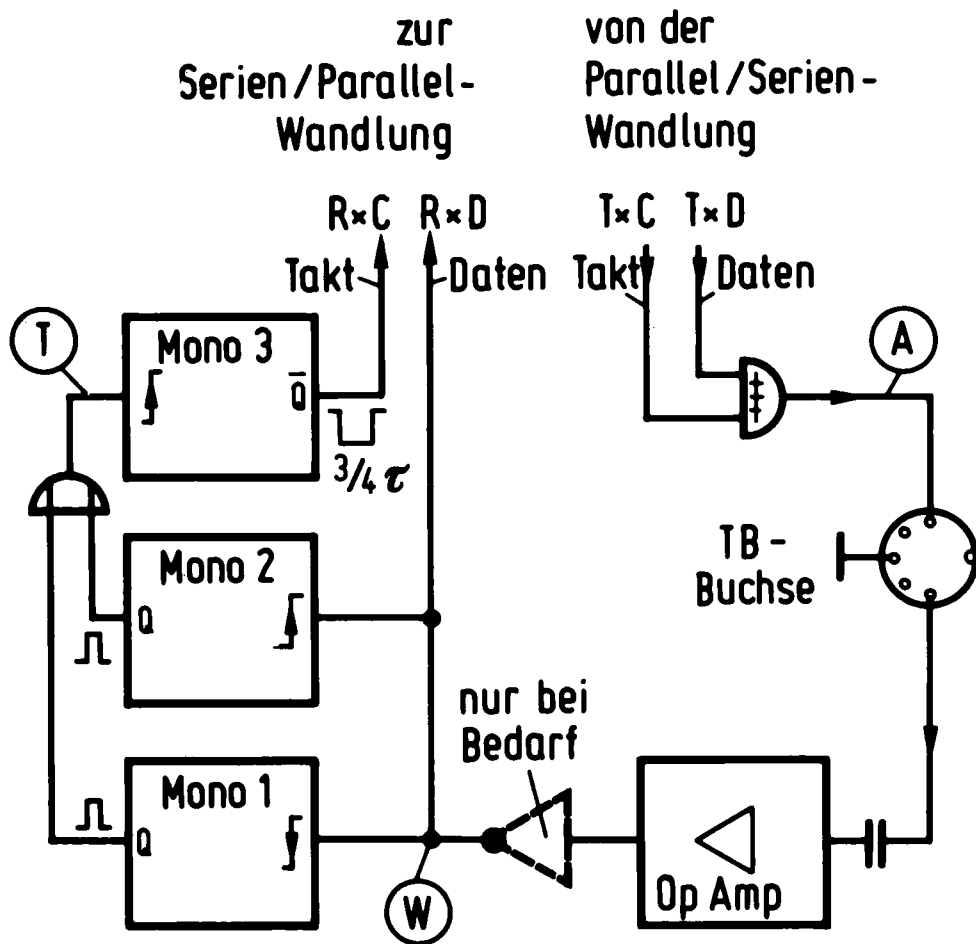 zur
Serien/Parallel-
Wandlung
von der
Parallel/Serien-
Wandlung
R×C R×D
T×C T×D
Takt Daten
Takt Daten
T
Mono 3
Q̅
3/4 τ
A
Mono 2
Q
TB-
Buchse
nur bei
Bedarf
Mono 1
Q
W
Op Amp